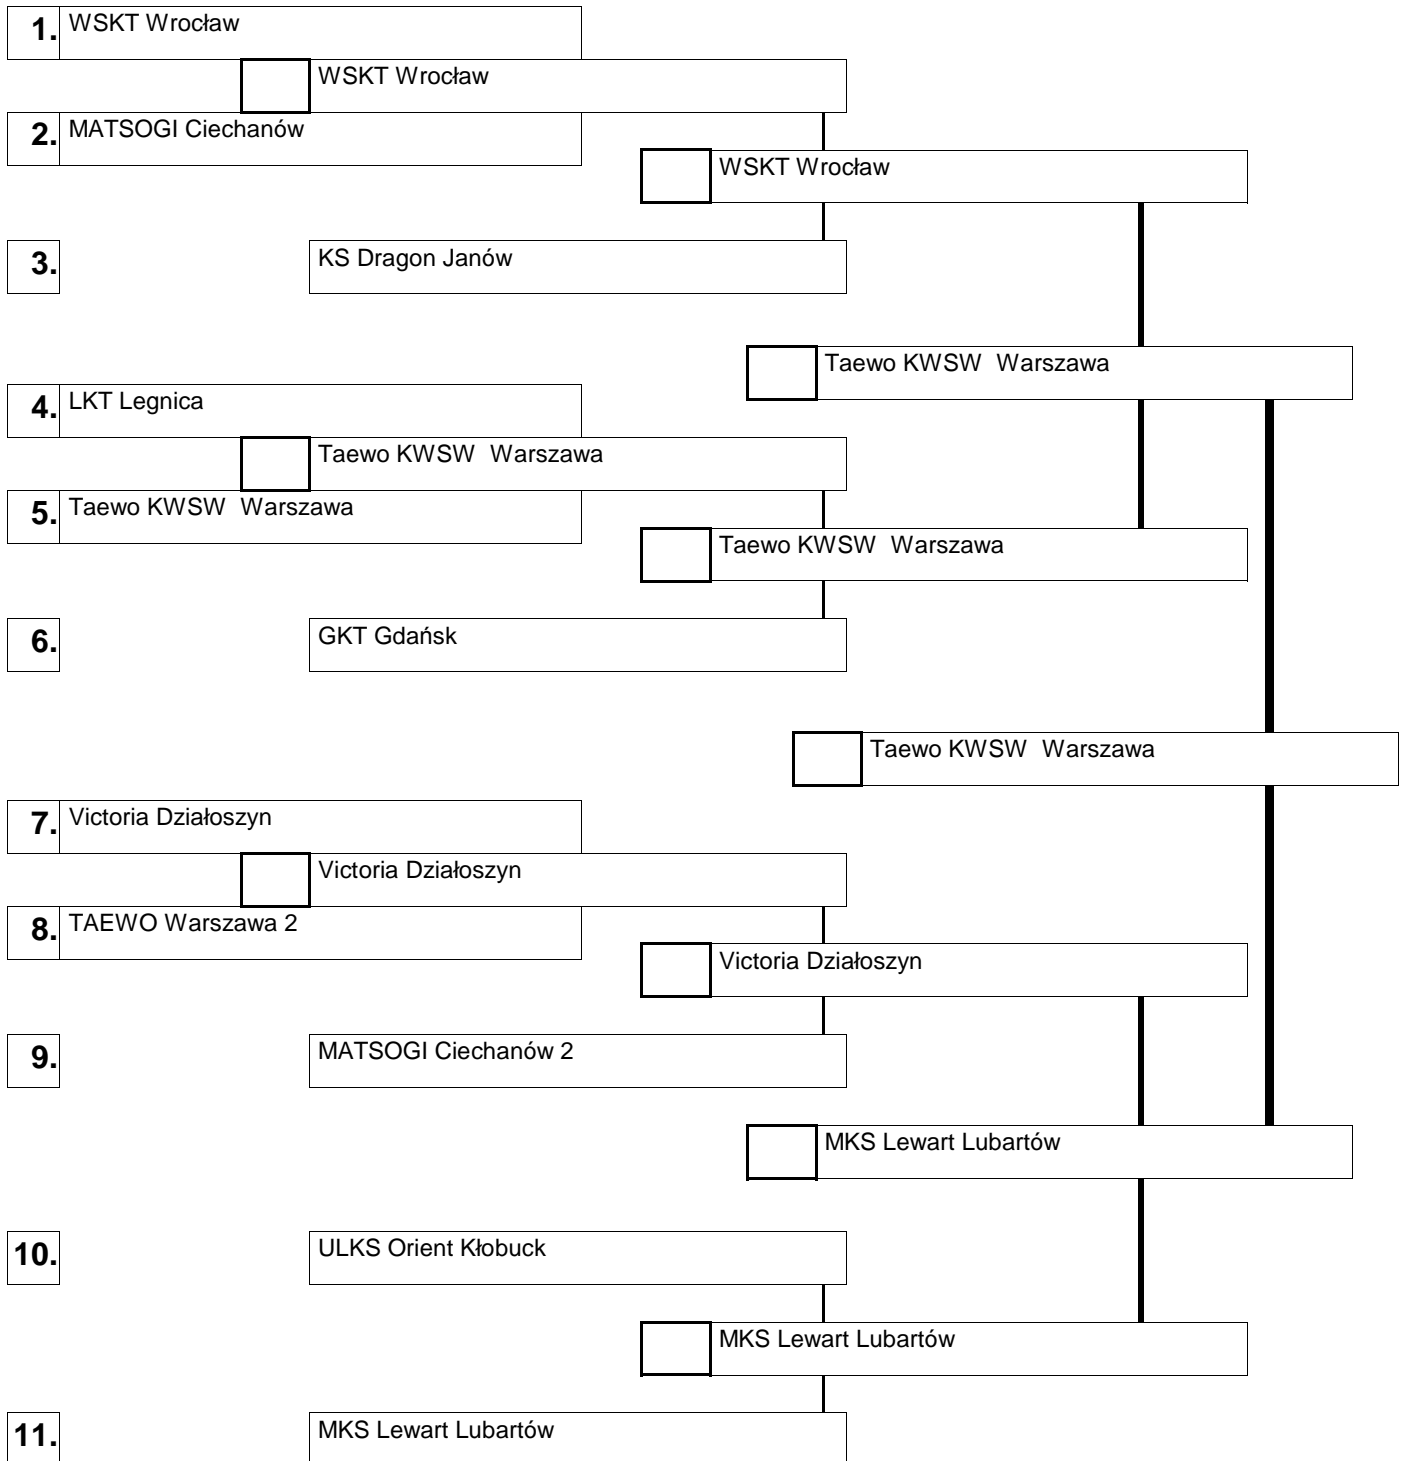 1. WSKT Wrocław
WSKT Wrocław
2. MATSOGI Ciechanów
WSKT Wrocław
3. KS Dragon Janów
Taewo KWSW  Warszawa
4. LKT Legnica
Taewo KWSW  Warszawa
5. Taewo KWSW  Warszawa
Taewo KWSW  Warszawa
6. GKT Gdańsk
Taewo KWSW  Warszawa
7. Victoria Działoszyn
Victoria Działoszyn
8. TAEWO Warszawa 2
Victoria Działoszyn
9. MATSOGI Ciechanów 2
MKS Lewart Lubartów
10. ULKS Orient Kłobuck
MKS Lewart Lubartów
11. MKS Lewart Lubartów